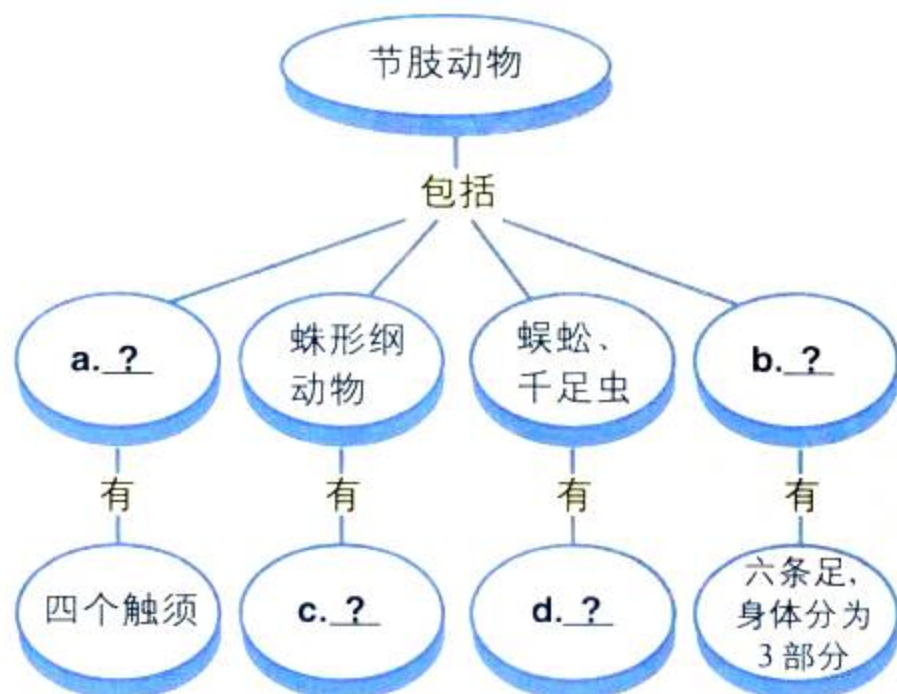 节肢动物
包括
a. ?
蛛形纲
动物
蜈蚣、
千足虫
b. ?
有
有
有
有
四个触须
c. ?
d. ?
六条足,
身体分为
3部分